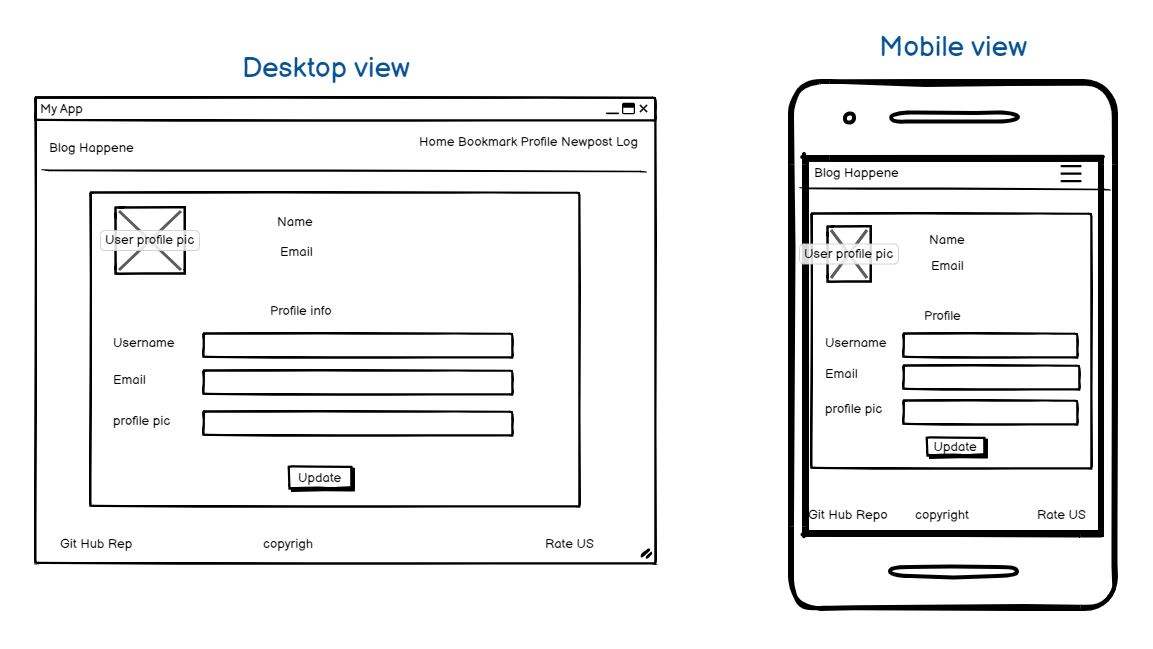 Desktop view
My App
Blog Happene
Home Bookmark Profile Newpost Log
User profile pic
Name
Email
Profile info
Username
Email
profile pic
Update
Git Hub Rep
copyrigh
Rate US
Mobile view
Blog Happene
User profile pic
Name
Email
Profile
Username
Email
profile pic
Update
Git Hub Repo
copyright
Rate US